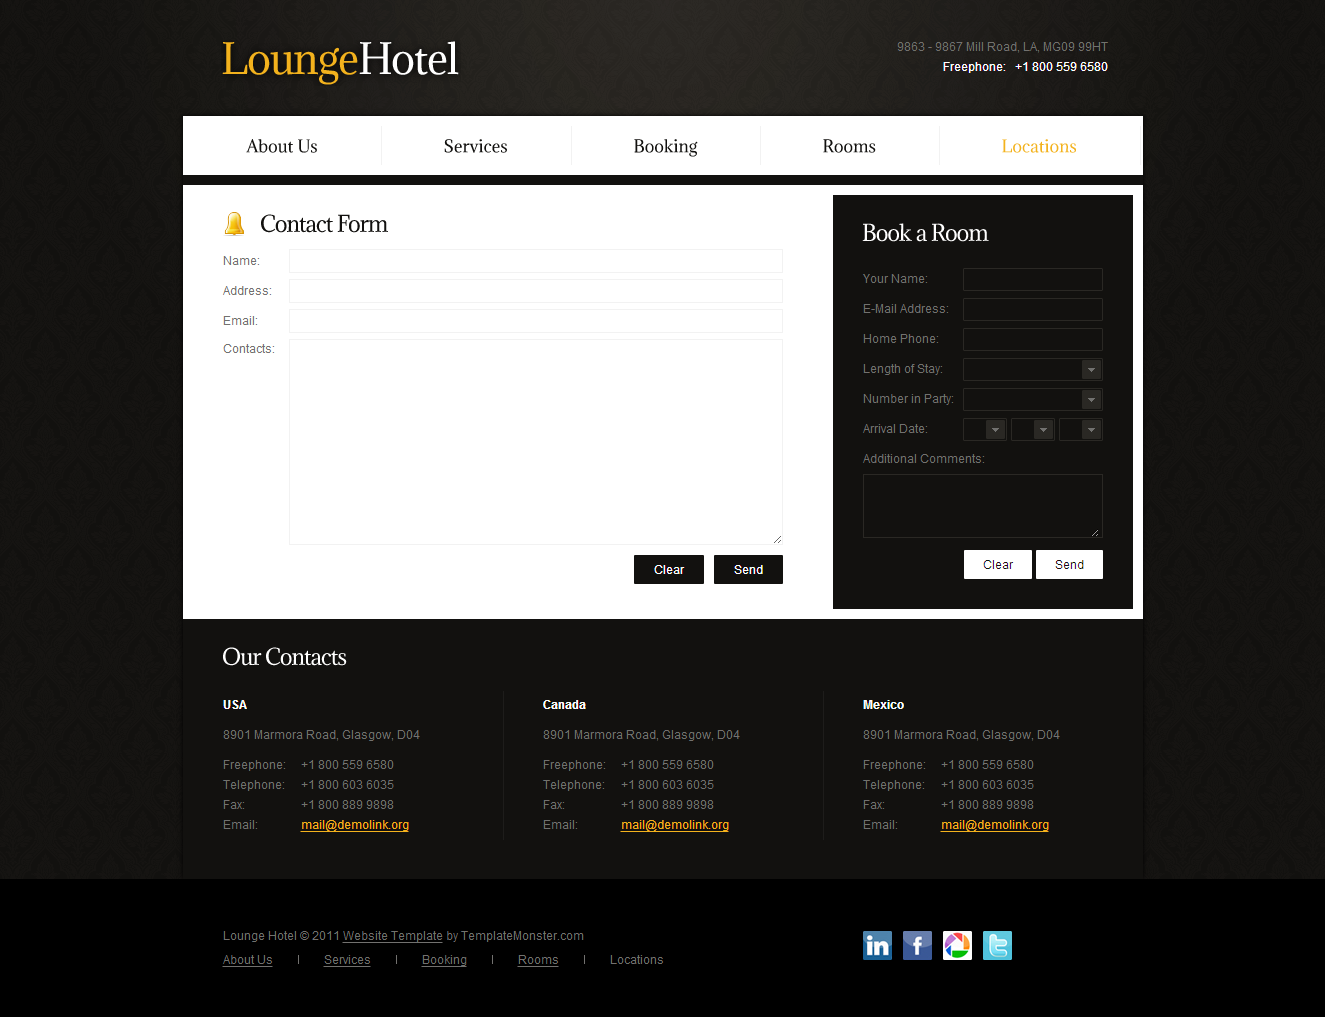 LoungeHotel
9863 - 9867 Mill Road, LA, MG09 99HT
Freephone: +1 800 559 6580
About Us Services Booking Rooms Locations
Contact Form
Name:
Address:
Email:
Contacts:
Clear Send
Book a Room
Your Name:
E-Mail Address:
Home Phone:
Length of Stay:
Number in Party:
Arrival Date:
Additional Comments:
Clear Send
Our Contacts
USA
8901 Marmora Road, Glasgow, D04
Freephone: +1 800 559 6580
Telephone: +1 800 603 6035
Fax: +1 800 889 9898
Email: mail@demolink.org
Canada
8901 Marmora Road, Glasgow, D04
Freephone: +1 800 559 6580
Telephone: +1 800 603 6035
Fax: +1 800 889 9898
Email: mail@demolink.org
Mexico
8901 Marmora Road, Glasgow, D04
Freephone: +1 800 559 6580
Telephone: +1 800 603 6035
Fax: +1 800 889 9898
Email: mail@demolink.org
Lounge Hotel © 2011 Website Template by TemplateMonster.com
About Us | Services | Booking | Rooms | Locations
in f t